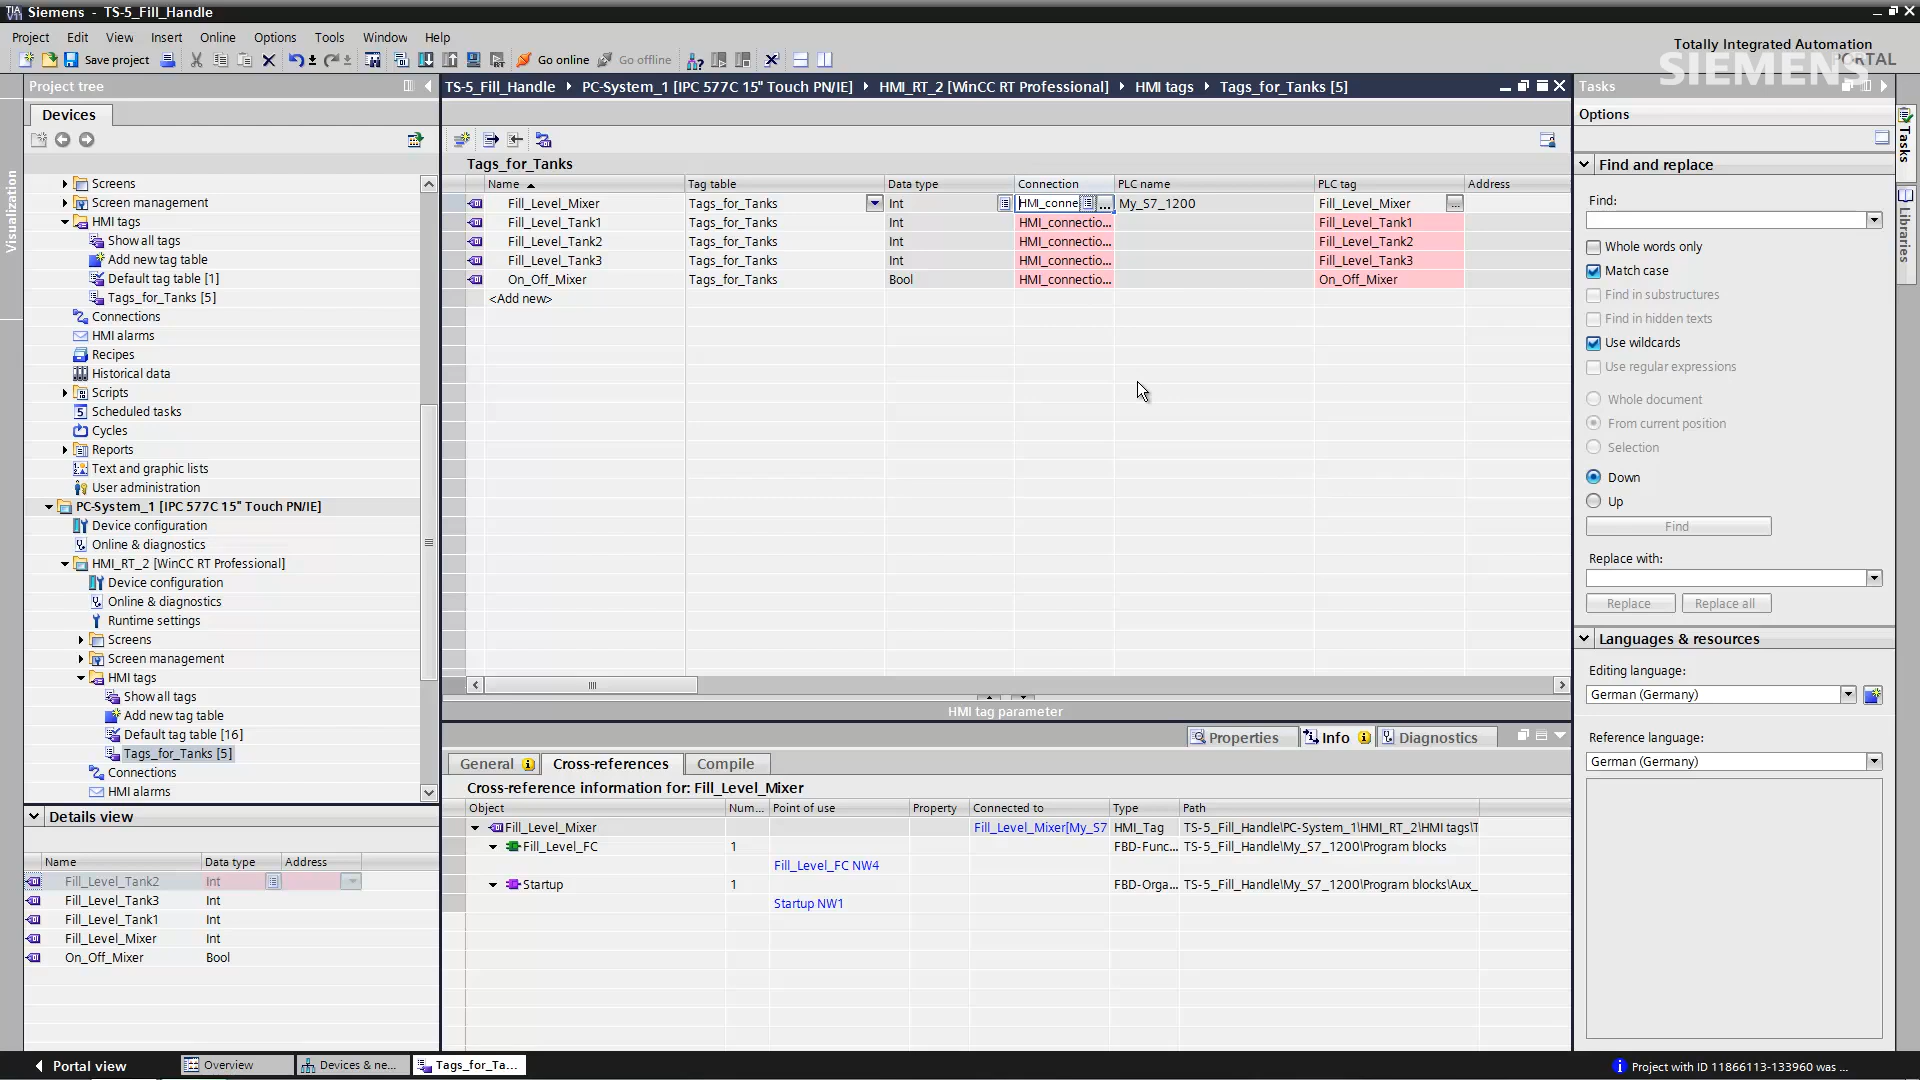 Siemens - TS-5_Fill_Handle
Project Edit View Insert Online Options Tools Window Help
Totally Integrated Automation
PORTAL
SIEMENS
Save project
Go online
Go offline
Project tree
TS-5_Fill_Handle PC-System_1 [IPC 577C 15" Touch PN/IE] HMI_RT_2 [WinCC RT Professional] HMI tags Tags_for_Tanks [5]
Tasks
Devices
Options
Visualization
Tasks
Libraries
Screens
Screen management
HMI tags
Show all tags
Add new tag table
Default tag table [1]
Tags_for_Tanks [5]
Connections
HMI alarms
Recipes
Historical data
Scripts
Scheduled tasks
Cycles
Reports
Text and graphic lists
User administration
PC-System_1 [IPC 577C 15" Touch PN/IE]
Device configuration
Online & diagnostics
HMI_RT_2 [WinCC RT Professional]
Device configuration
Online & diagnostics
Runtime settings
Screens
Screen management
HMI tags
Show all tags
Add new tag table
Default tag table [16]
Tags_for_Tanks [5]
Connections
HMI alarms
Details view
Name Data type Address
Fill_Level_Tank2 Int
Fill_Level_Tank3 Int
Fill_Level_Tank1 Int
Fill_Level_Mixer Int
On_Off_Mixer Bool
Tags_for_Tanks
Name Tag table Data type Connection PLC name PLC tag Address
Fill_Level_Mixer Tags_for_Tanks Int HMI_conne ... My_S7_1200 Fill_Level_Mixer ...
Fill_Level_Tank1 Tags_for_Tanks Int HMI_connectio... Fill_Level_Tank1
Fill_Level_Tank2 Tags_for_Tanks Int HMI_connectio... Fill_Level_Tank2
Fill_Level_Tank3 Tags_for_Tanks Int HMI_connectio... Fill_Level_Tank3
On_Off_Mixer Tags_for_Tanks Bool HMI_connectio... On_Off_Mixer
<Add new>
HMI tag parameter
Properties Info Diagnostics
General Cross-references Compile
Cross-reference information for: Fill_Level_Mixer
Object Num... Point of use Property Connected to Type Path
Fill_Level_Mixer Fill_Level_Mixer[My_S7 HMI_Tag TS-5_Fill_Handle\PC-System_1\HMI_RT_2\HMI tags\T
Fill_Level_FC 1 FBD-Func... TS-5_Fill_Handle\My_S7_1200\Program blocks
Fill_Level_FC NW4
Startup 1 FBD-Orga... TS-5_Fill_Handle\My_S7_1200\Program blocks\Aux_
Startup NW1
Find and replace
Find:
Whole words only
Match case
Find in substructures
Find in hidden texts
Use wildcards
Use regular expressions
Whole document
From current position
Selection
Down
Up
Find
Replace with:
Replace Replace all
Languages & resources
Editing language:
German (Germany)
Reference language:
German (Germany)
Portal view Overview Devices & ne... Tags_for_Ta... Project with ID 11866113-133960 was ...